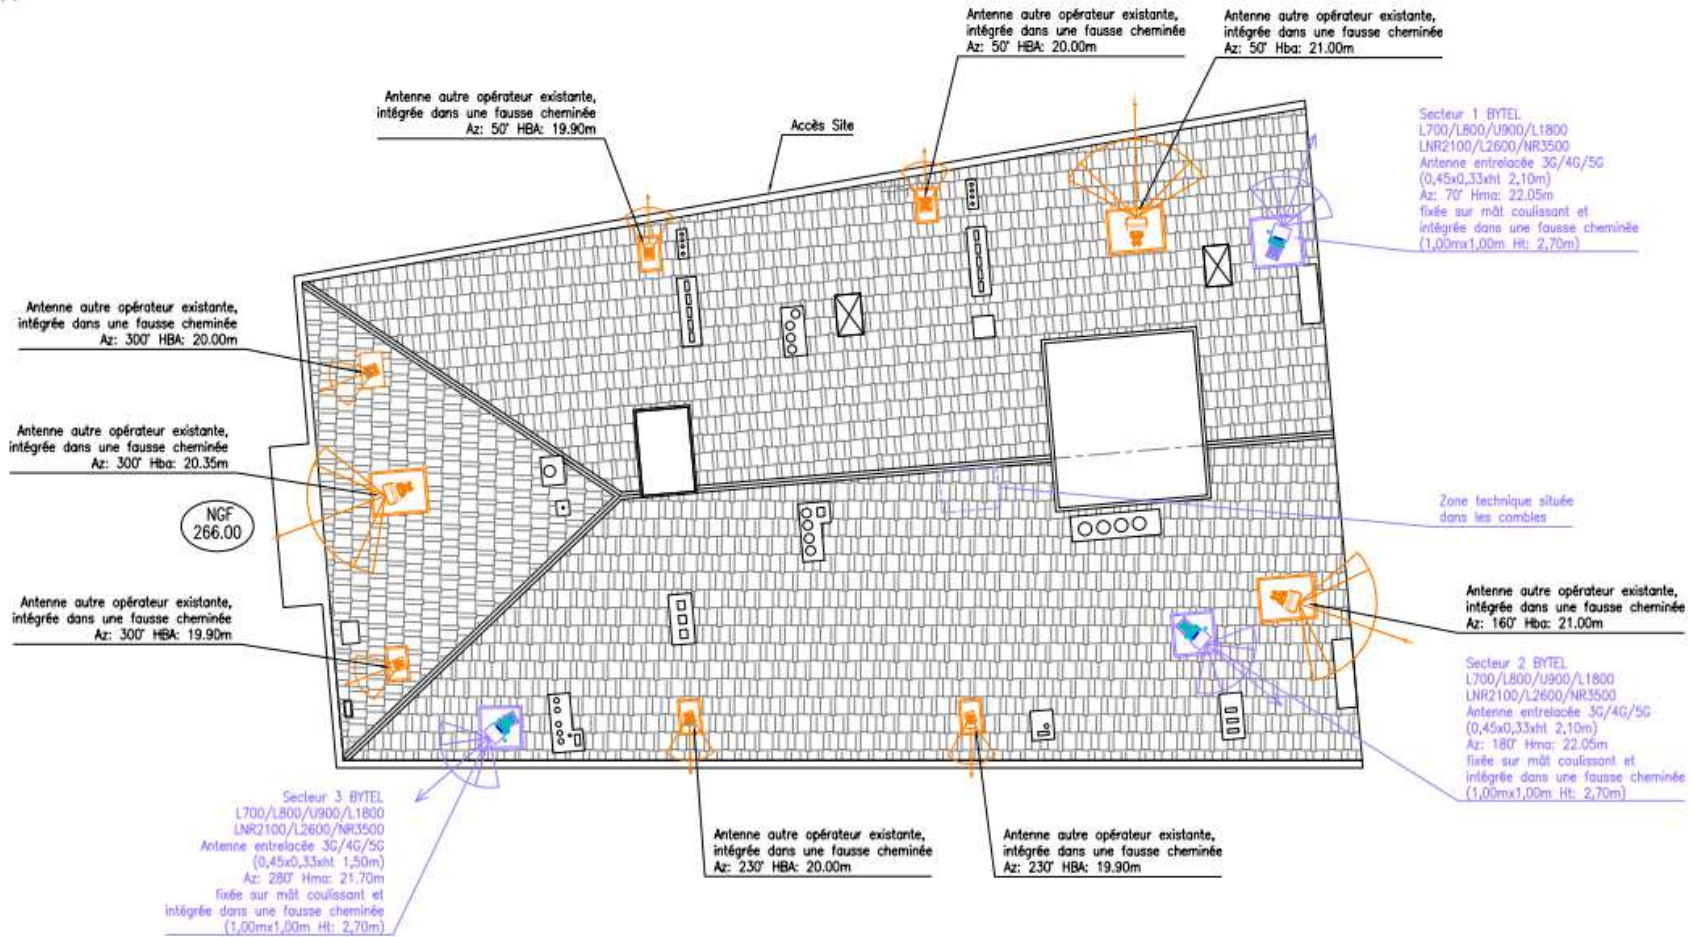 Antenne autre opérateur existante,
intégrée dans une fausse cheminée
Az: 50° HBA: 20.00m
Antenne autre opérateur existante,
intégrée dans une fausse cheminée
Az: 50° Hba: 21.00m
Antenne autre opérateur existante,
intégrée dans une fausse cheminée
Az: 50° HBA: 19.90m
Accès Site
Secteur 1 BYTEL
L700/L800/U900/L1800
LNR2100/L2600/NR3500
Antenne entrelacée 3G/4G/5G
(0,45x0,33xht 2,10m)
Az: 70° Hma: 22.05m
fixée sur mât coulissant et
intégrée dans une fausse cheminée
(1,00mx1,00m Ht: 2,70m)
Antenne autre opérateur existante,
intégrée dans une fausse cheminée
Az: 300° HBA: 20.00m
Antenne autre opérateur existante,
intégrée dans une fausse cheminée
Az: 300° Hba: 20.35m
NGF
266.00
Zone technique située
dans les combles
Antenne autre opérateur existante,
intégrée dans une fausse cheminée
Az: 300° HBA: 19.90m
Antenne autre opérateur existante,
intégrée dans une fausse cheminée
Az: 160° Hba: 21.00m
Secteur 2 BYTEL
L700/L800/U900/L1800
LNR2100/L2600/NR3500
Antenne entrelacée 3G/4G/5G
(0,45x0,33xht 2,10m)
Az: 180° Hma: 22.05m
fixée sur mât coulissant et
intégrée dans une fausse cheminée
(1,00mx1,00m Ht: 2,70m)
Secteur 3 BYTEL
L700/L800/U900/L1800
LNR2100/L2600/NR3500
Antenne entrelacée 3G/4G/5G
(0,45x0,33xht 1,50m)
Az: 280° Hma: 21.70m
fixée sur mât coulissant et
intégrée dans une fausse cheminée
(1,00mx1,00m Ht: 2,70m)
Antenne autre opérateur existante,
intégrée dans une fausse cheminée
Az: 230° HBA: 20.00m
Antenne autre opérateur existante,
intégrée dans une fausse cheminée
Az: 230° HBA: 19.90m